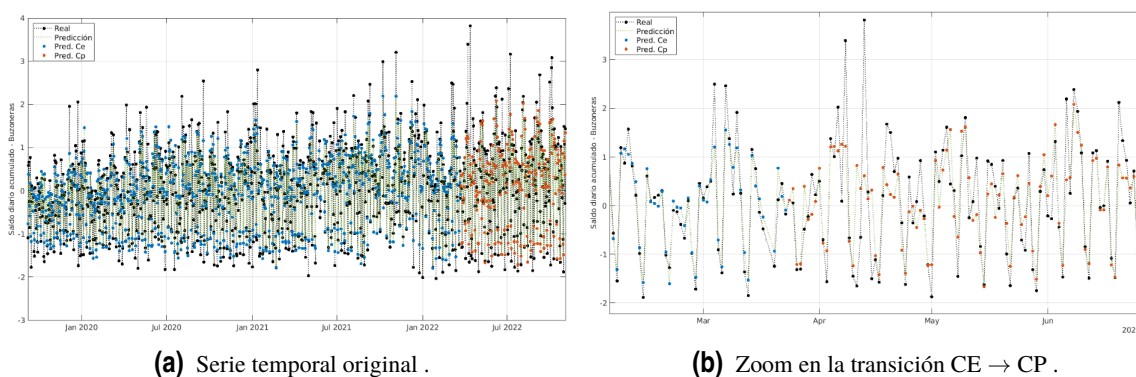 Real
Predicción
Pred. Ce
Pred. Cp
Saldo diario acumulado - Buzoneras
4
3
2
1
0
-1
-2
-3
Jan 2020
Jul 2020
Jan 2021
Jul 2021
Jan 2022
Jul 2022
(a) Serie temporal original .
Real
Predicción
Pred. Ce
Pred. Cp
Saldo diario acumulado - Buzoneras
3
2
1
0
-1
-2
Mar
Apr
May
Jun
(b) Zoom en la transición CE → CP .